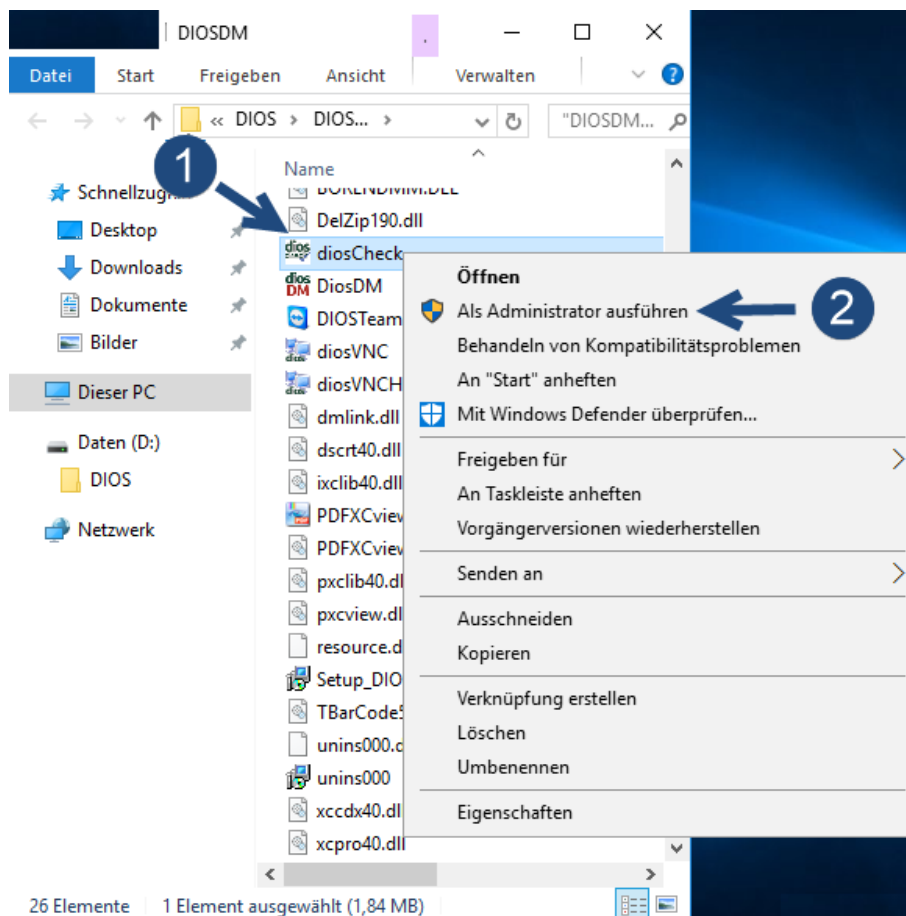 DIOSDM
Datei Start Freigeben Ansicht Verwalten
« DIOS > DIOS... > "DIOSDM...
1
Name
Schnellzug...
Desktop
Downloads
Dokumente
Bilder
Dieser PC
Daten (D:)
DIOS
Netzwerk
DelZip190.dll
diosCheck
DiosDM
DIOSTeam
diosVNC
diosVNCH
dmlink.dll
dscrt40.dll
ixclib40.dll
PDFXCview
PDFXCview
pxclib40.dl
pxcview.dl
resource.d
Setup_DIO
TBarCode5
unins000.d
unins000
xccdx40.dl
xcpro40.dll
Öffnen
Als Administrator ausführen
2
Behandeln von Kompatibilitätsproblemen
An "Start" anheften
Mit Windows Defender überprüfen...
Freigeben für
An Taskleiste anheften
Vorgängerversionen wiederherstellen
Senden an
Ausschneiden
Kopieren
Verknüpfung erstellen
Löschen
Umbenennen
Eigenschaften
26 Elemente 1 Element ausgewählt (1,84 MB)